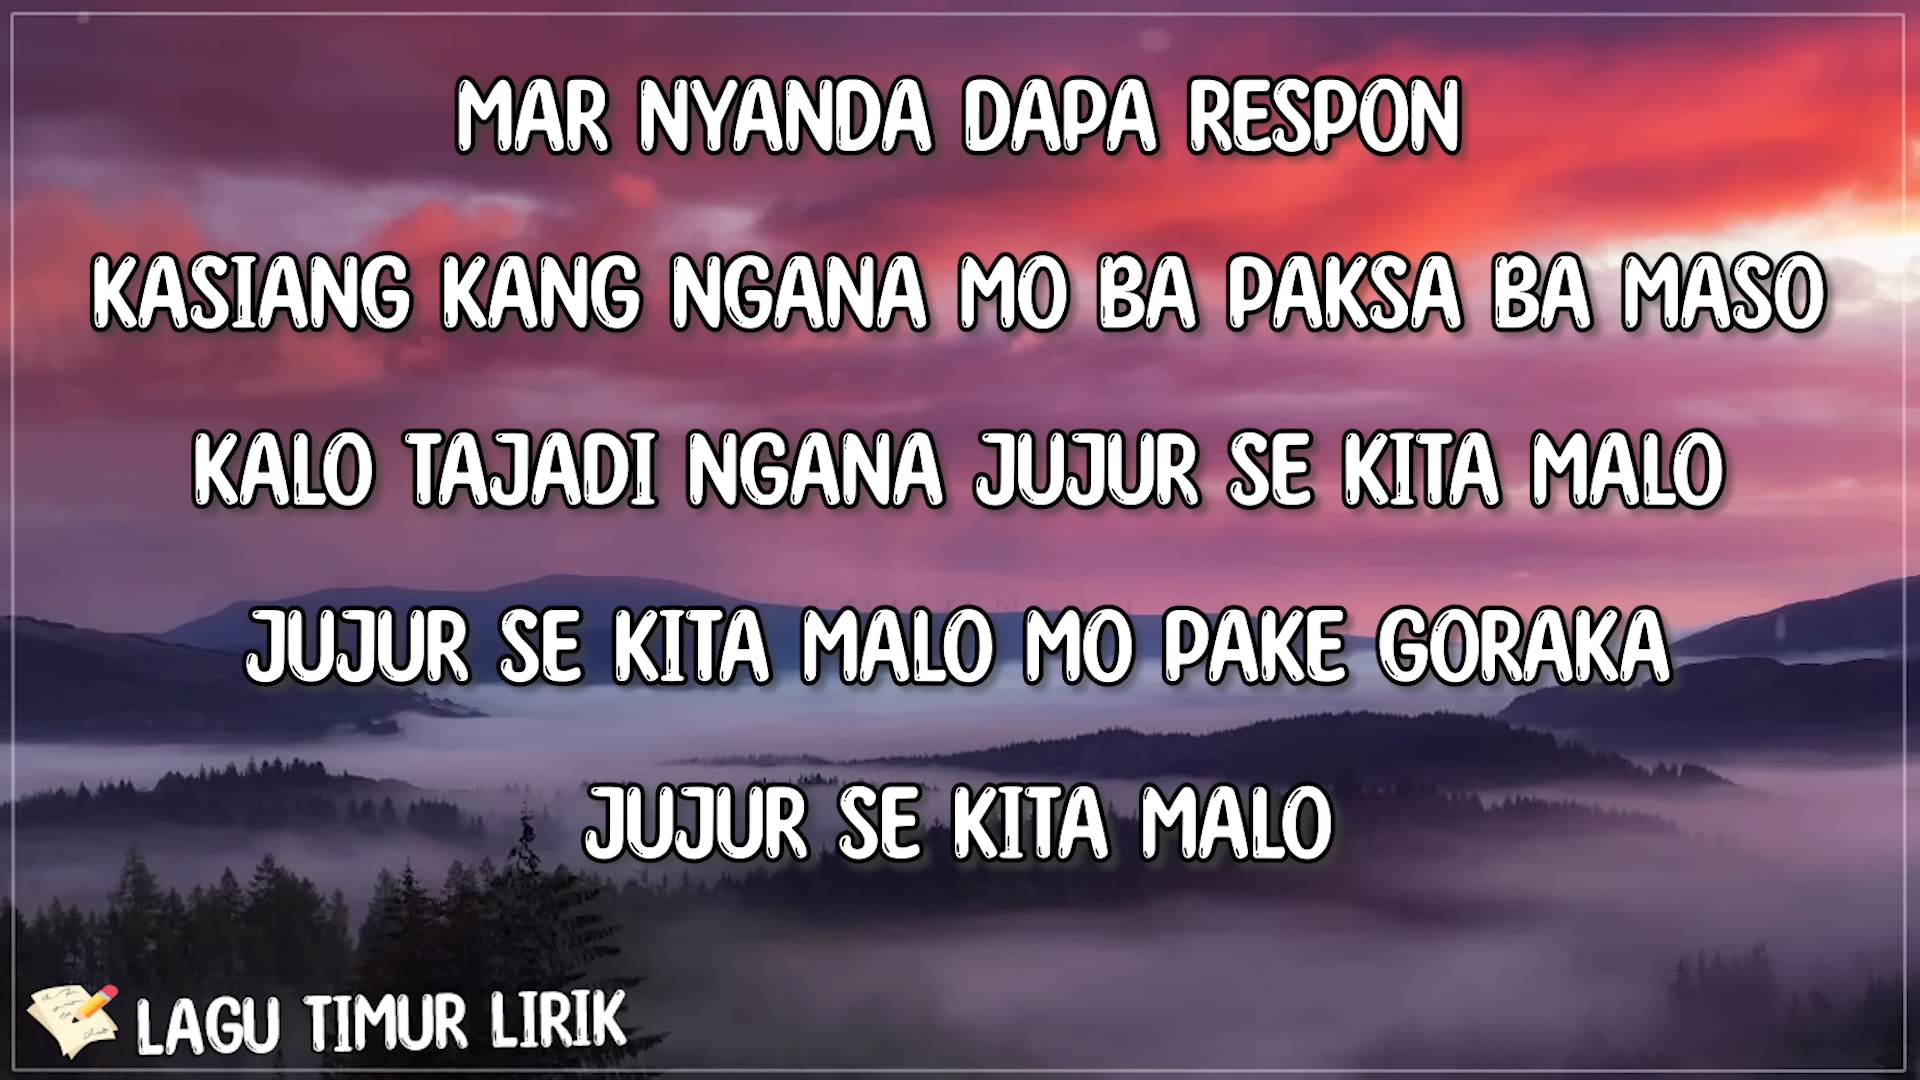 MAR NYANDA DAPA RESPON
KASIANG KANG NGANA MO BA PAKSA BA MASO
KALO TAJADI NGANA JUJUR SE KITA MALO
JUJUR SE KITA MALO MO PAKE GORAKA
JUJUR SE KITA MALO
LAGU TIMUR LIRIK